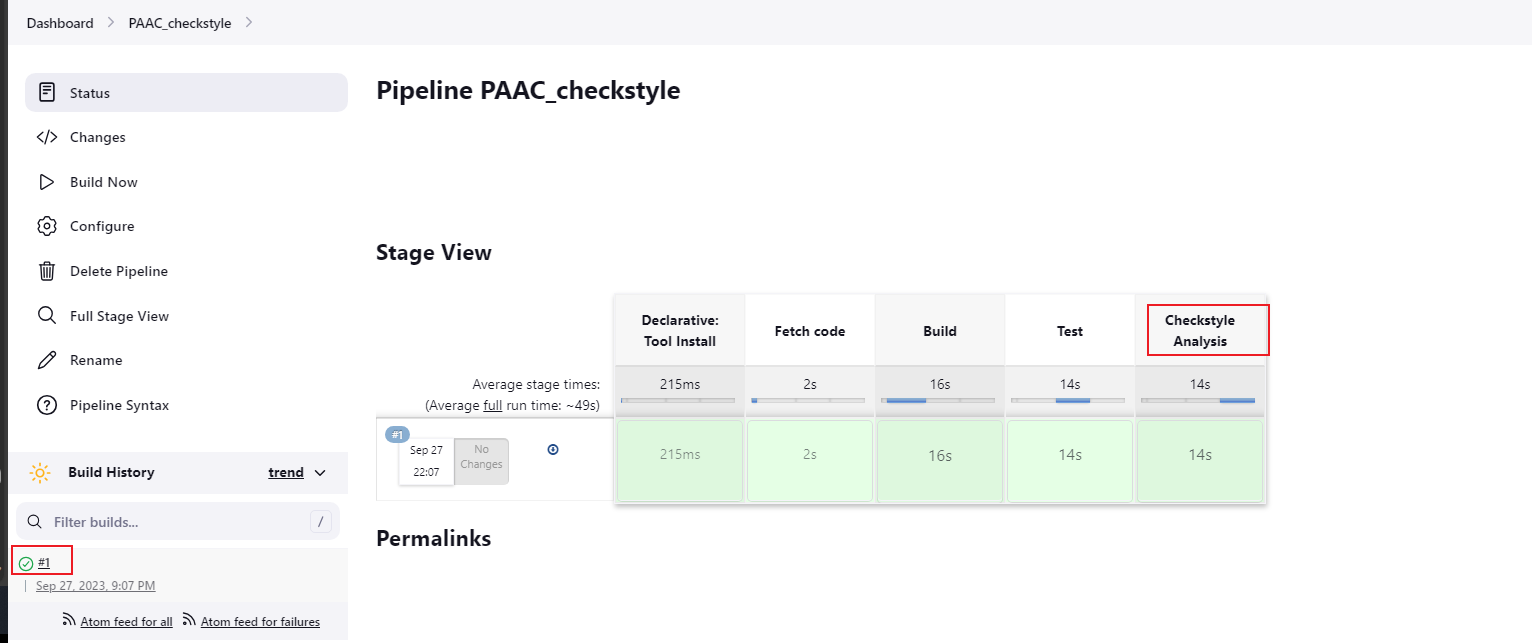 Dashboard > PAAC_checkstyle >
Status
Changes
Build Now
Configure
Delete Pipeline
Full Stage View
Rename
Pipeline Syntax
Build History trend
Filter builds... /
#1
Sep 27, 2023, 9:07 PM
Atom feed for all Atom feed for failures
Pipeline PAAC_checkstyle
Stage View
Declarative:
Tool Install
Fetch code
Build
Test
Checkstyle
Analysis
Average stage times:
(Average full run time: ~49s)
215ms 2s 16s 14s 14s
#1
Sep 27
22:07
No
Changes
215ms 2s 16s 14s 14s
Permalinks